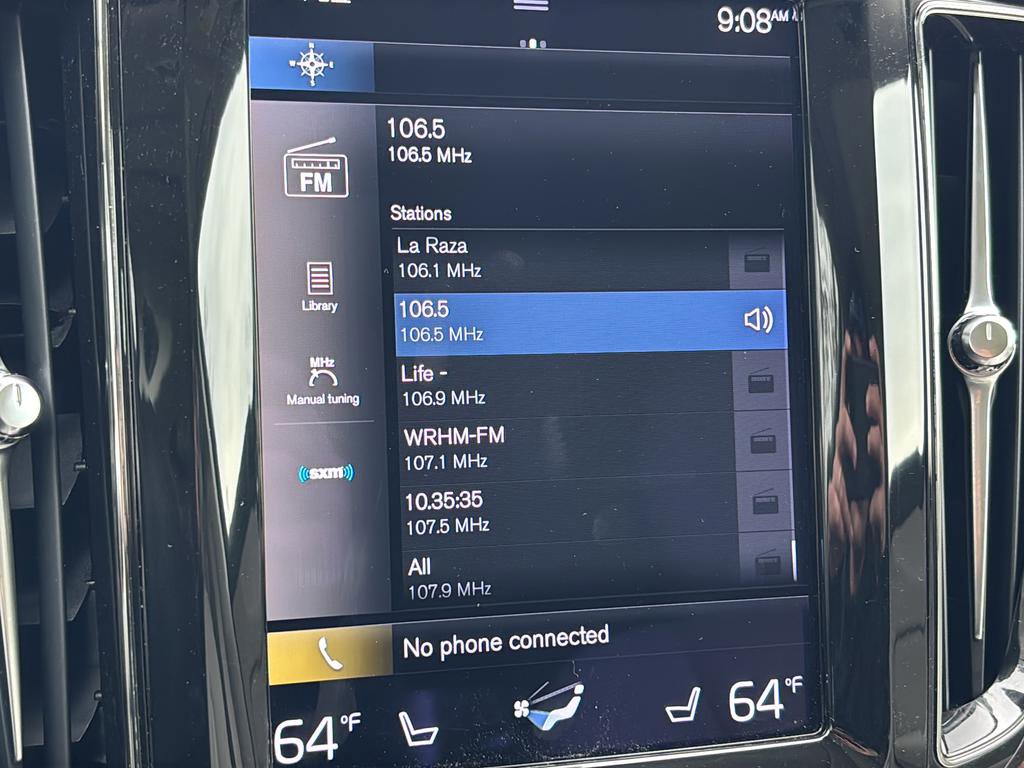 9:08AM
W N E S
106.5
106.5 MHz
FM
Stations
La Raza
106.1 MHz
Library
106.5
106.5 MHz
MHz
Manual tuning
Life -
106.9 MHz
WRHM-FM
107.1 MHz
sxm
10.35:35
107.5 MHz
All
107.9 MHz
No phone connected
64°F
64°F